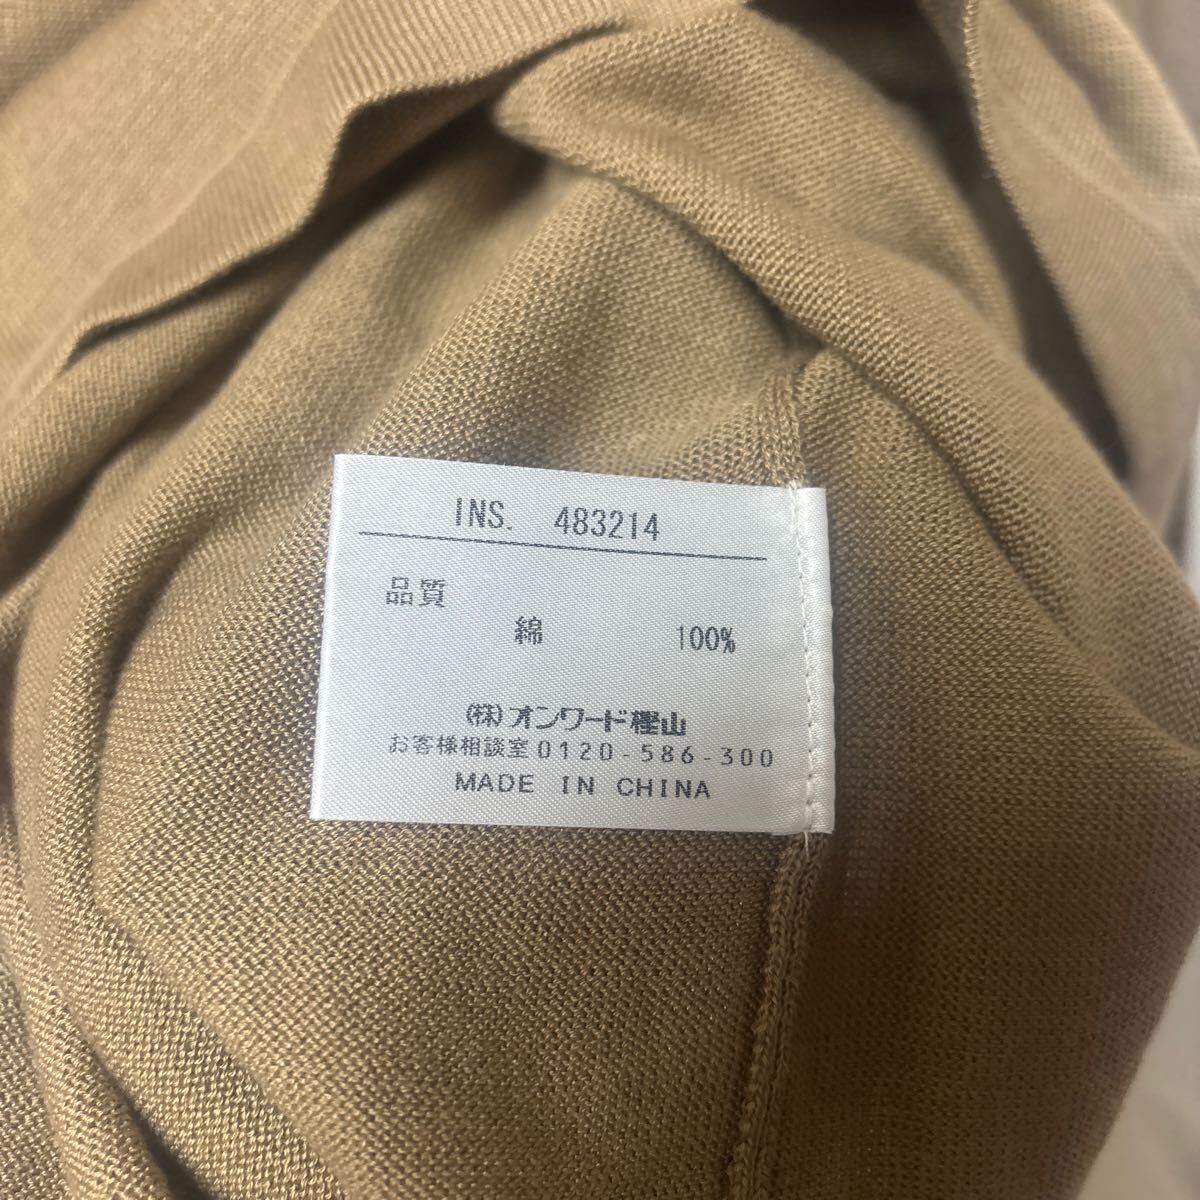 INS. 483214
品質
綿 100%
(株)オンワード樫山
お客様相談室0120-586-300
MADE IN CHINA